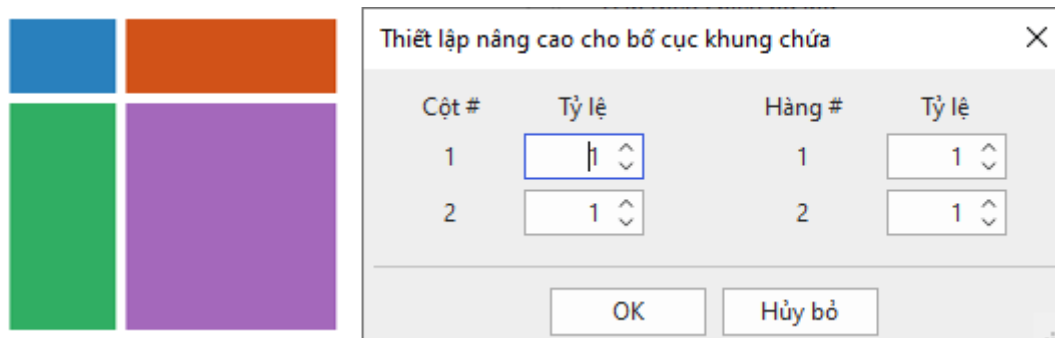 Thiết lập nâng cao cho bố cục khung chứa
Cột # Tỷ lệ Hàng # Tỷ lệ
1 1 1 1
2 1 2 1
OK Hủy bỏ